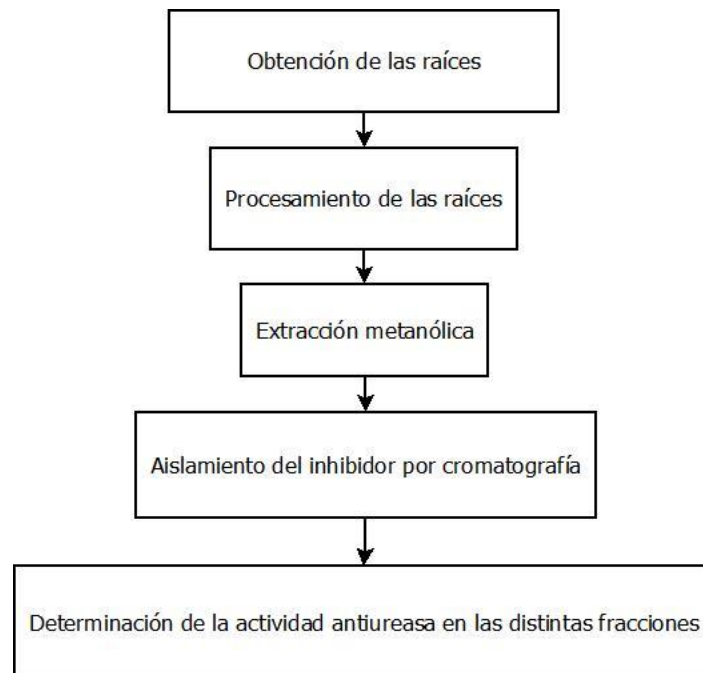 Obtención de las raíces
Procesamiento de las raíces
Extracción metanólica
Aislamiento del inhibidor por cromatografía
Determinación de la actividad antiureasa en las distintas fracciones